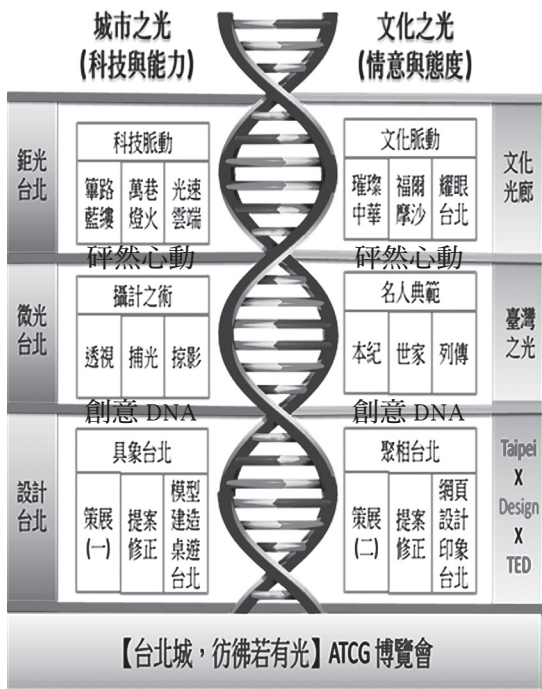 城市之光
(科技與能力)
文化之光
(情意與態度)
鉅光
台北
科技脈動
篳路
藍縷
萬巷
燈火
光速
雲端
文化脈動
璀璨
中華
福爾
摩沙
耀眼
台北
文化
光廊
砰然心動
砰然心動
微光
台北
攝計之術
透視
捕光
掠影
名人典範
本紀
世家
列傳
臺灣
之光
創意 DNA
創意 DNA
設計
台北
具象台北
策展
(一)
提案
修正
模型
建造
桌遊
台北
聚相台北
策展
(二)
提案
修正
網頁
設計
印象
台北
Taipei
X
Design
X
TED
【台北城，彷彿若有光】ATCG 博覽會